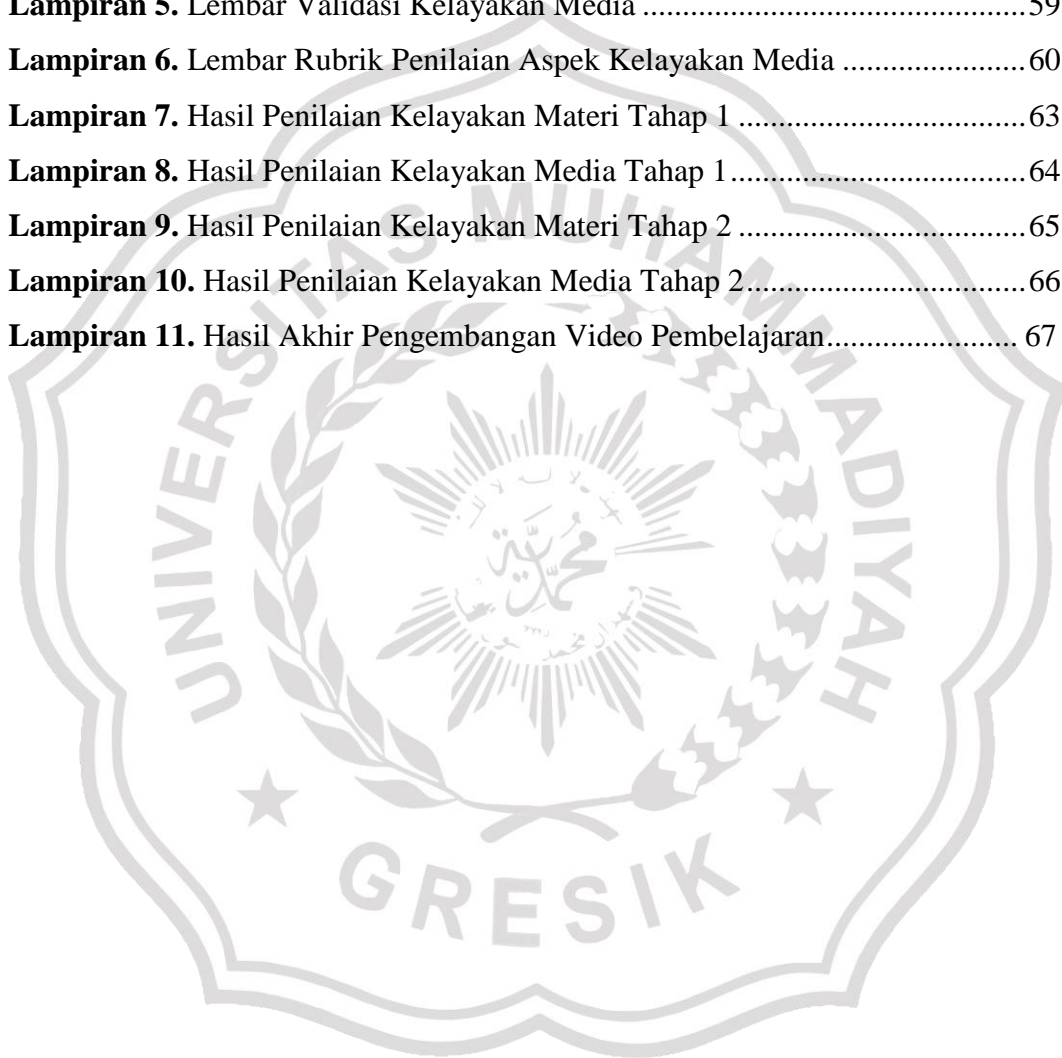 Lampiran 5. Lembar Validasi Kelayakan Media ........................................59
Lampiran 6. Lembar Rubrik Penilaian Aspek Kelayakan Media ......................60
Lampiran 7. Hasil Penilaian Kelayakan Materi Tahap 1 ..............................63
Lampiran 8. Hasil Penilaian Kelayakan Media Tahap 1...............................64
Lampiran 9. Hasil Penilaian Kelayakan Materi Tahap 2 ..............................65
Lampiran 10. Hasil Penilaian Kelayakan Media Tahap 2.............................66
Lampiran 11. Hasil Akhir Pengembangan Video Pembelajaran..................... 67
UNIVERSITAS MUHAMMADIYAH
محمدية
GRESIK